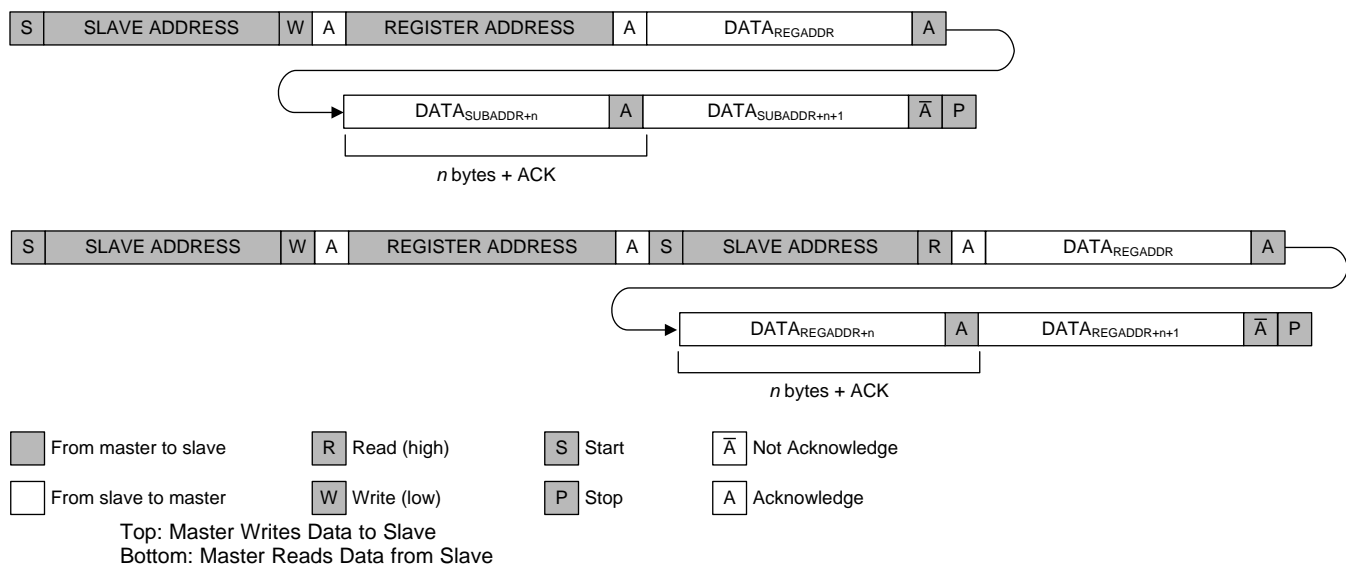 S SLAVE ADDRESS W A REGISTER ADDRESS A DATAREGADDR A
DATASUBADDR+n A DATASUBADDR+n+1 A̅ P
n bytes + ACK
S SLAVE ADDRESS W A REGISTER ADDRESS A S SLAVE ADDRESS R A DATAREGADDR A
DATAREGADDR+n A DATAREGADDR+n+1 A̅ P
n bytes + ACK
From master to slave R Read (high) S Start A̅ Not Acknowledge
From slave to master W Write (low) P Stop A Acknowledge
Top: Master Writes Data to Slave
Bottom: Master Reads Data from Slave